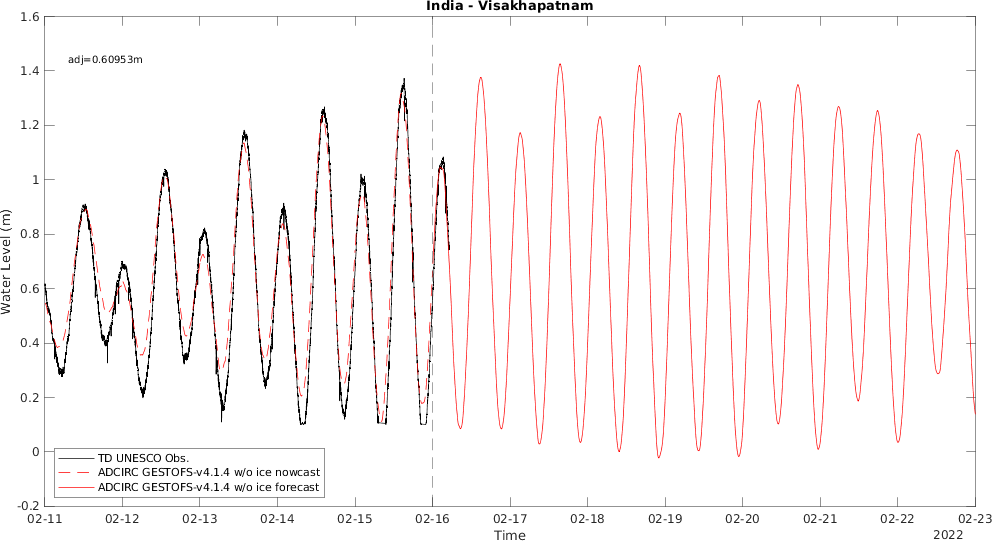 India - Visakhapatnam
adj=0.60953m
1.6
1.4
1.2
1
0.8
0.6
0.4
0.2
0
-0.2
Water Level (m)
TD UNESCO Obs.
ADCIRC GESTOFS-v4.1.4 w/o ice nowcast
ADCIRC GESTOFS-v4.1.4 w/o ice forecast
02-11 02-12 02-13 02-14 02-15 02-16 02-17 02-18 02-19 02-20 02-21 02-22 02-23
Time
2022